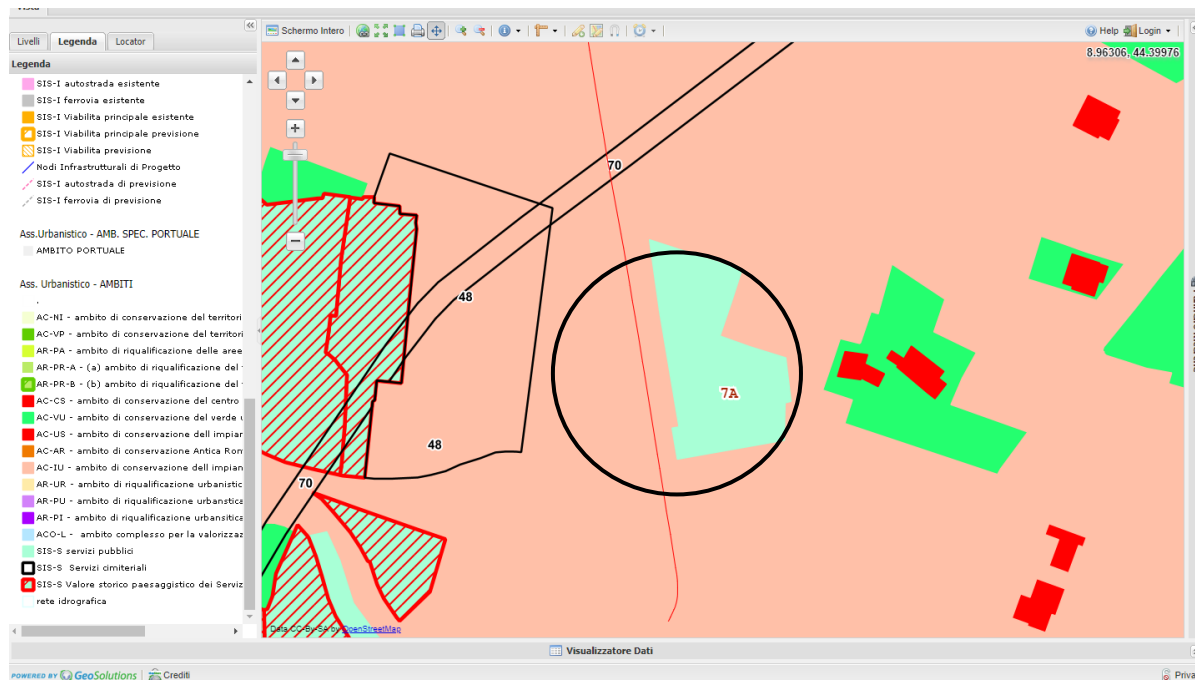 Vista
Schermo Intero
Help
Login
Livelli
Legenda
Locator
8.96306, 44.39976
Legenda
SIS-I autostrada esistente
SIS-I ferrovia esistente
SIS-I Viabilita principale esistente
SIS-I Viabilita principale previsione
SIS-I Viabilita previsione
Nodi Infrastrutturali di Progetto
SIS-I autostrada di previsione
SIS-I ferrovia di previsione
Ass.Urbanistico - AMB. SPEC. PORTUALE
AMBITO PORTUALE
Ass. Urbanistico - AMBITI
.
AC-NI - ambito di conservazione del territori
AC-VP - ambito di conservazione del territori
AR-PA - ambito di riqualificazione delle aree
AR-PR-A - (a) ambito di riqualificazione del
AR-PR-B - (b) ambito di riqualificazione del
AC-CS - ambito di conservazione del centro
AC-VU - ambito di conservazione del verde
AC-US - ambito di conservazione dell impian
AC-AR - ambito di conservazione Antica Rom
AC-IU - ambito di conservazione dell impian
AR-UR - ambito di riqualificazione urbanistic
AR-PU - ambito di riqualificazione urbanstica
AR-PI - ambito di riqualificazione urbansitica
ACO-L - ambito complesso per la valorizzaz
SIS-S servizi pubblici
SIS-S Servizi cimiteriali
SIS-S Valore storico paesaggistico dei Serviz
rete idrografica
70
48
7A
48
70
Data CC-By-SA by OpenStreetMap
Visualizzatore Dati
POWERED BY GeoSolutions
Crediti
Priva